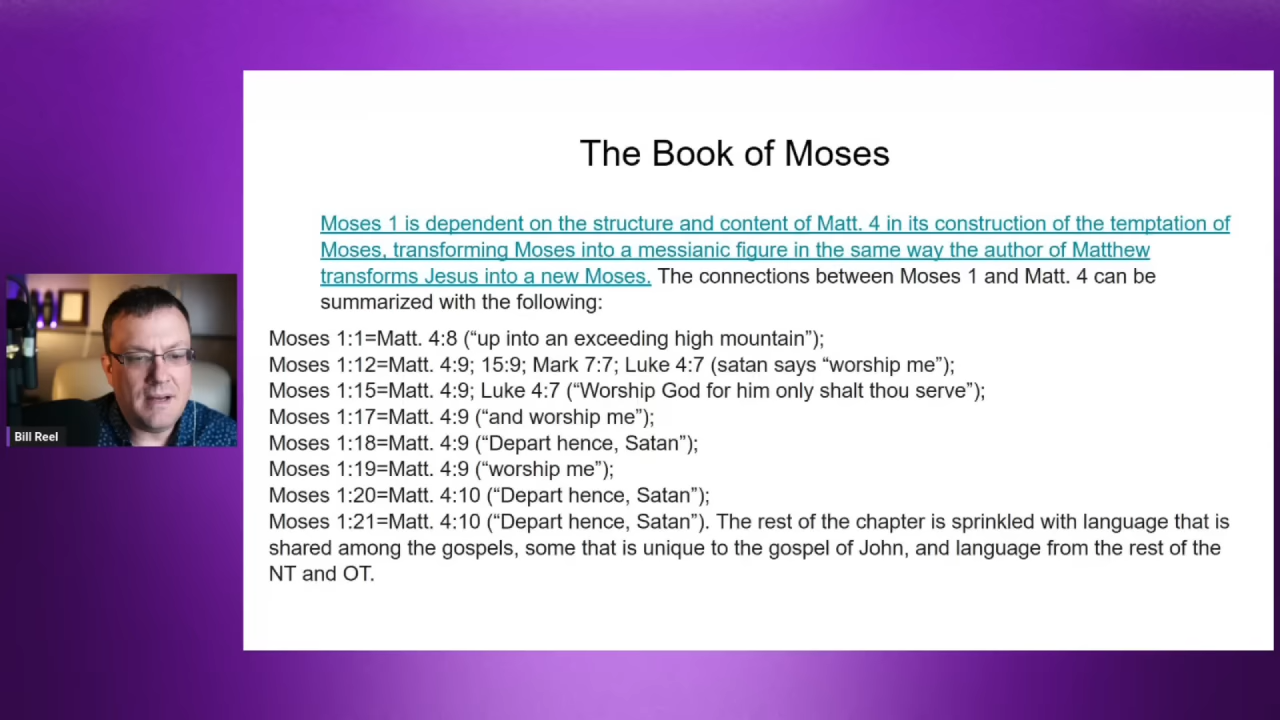 The Book of Moses
Moses 1 is dependent on the structure and content of Matt. 4 in its construction of the temptation of
Moses, transforming Moses into a messianic figure in the same way the author of Matthew
transforms Jesus into a new Moses. The connections between Moses 1 and Matt. 4 can be
summarized with the following:
Moses 1:1=Matt. 4:8 (“up into an exceeding high mountain”);
Moses 1:12=Matt. 4:9; 15:9; Mark 7:7; Luke 4:7 (satan says “worship me”);
Moses 1:15=Matt. 4:9; Luke 4:7 (“Worship God for him only shalt thou serve”);
Moses 1:17=Matt. 4:9 (“and worship me”);
Moses 1:18=Matt. 4:9 (“Depart hence, Satan”);
Moses 1:19=Matt. 4:9 (“worship me”);
Moses 1:20=Matt. 4:10 (“Depart hence, Satan”);
Moses 1:21=Matt. 4:10 (“Depart hence, Satan”). The rest of the chapter is sprinkled with language that is
shared among the gospels, some that is unique to the gospel of John, and language from the rest of the
NT and OT.
Bill Reel